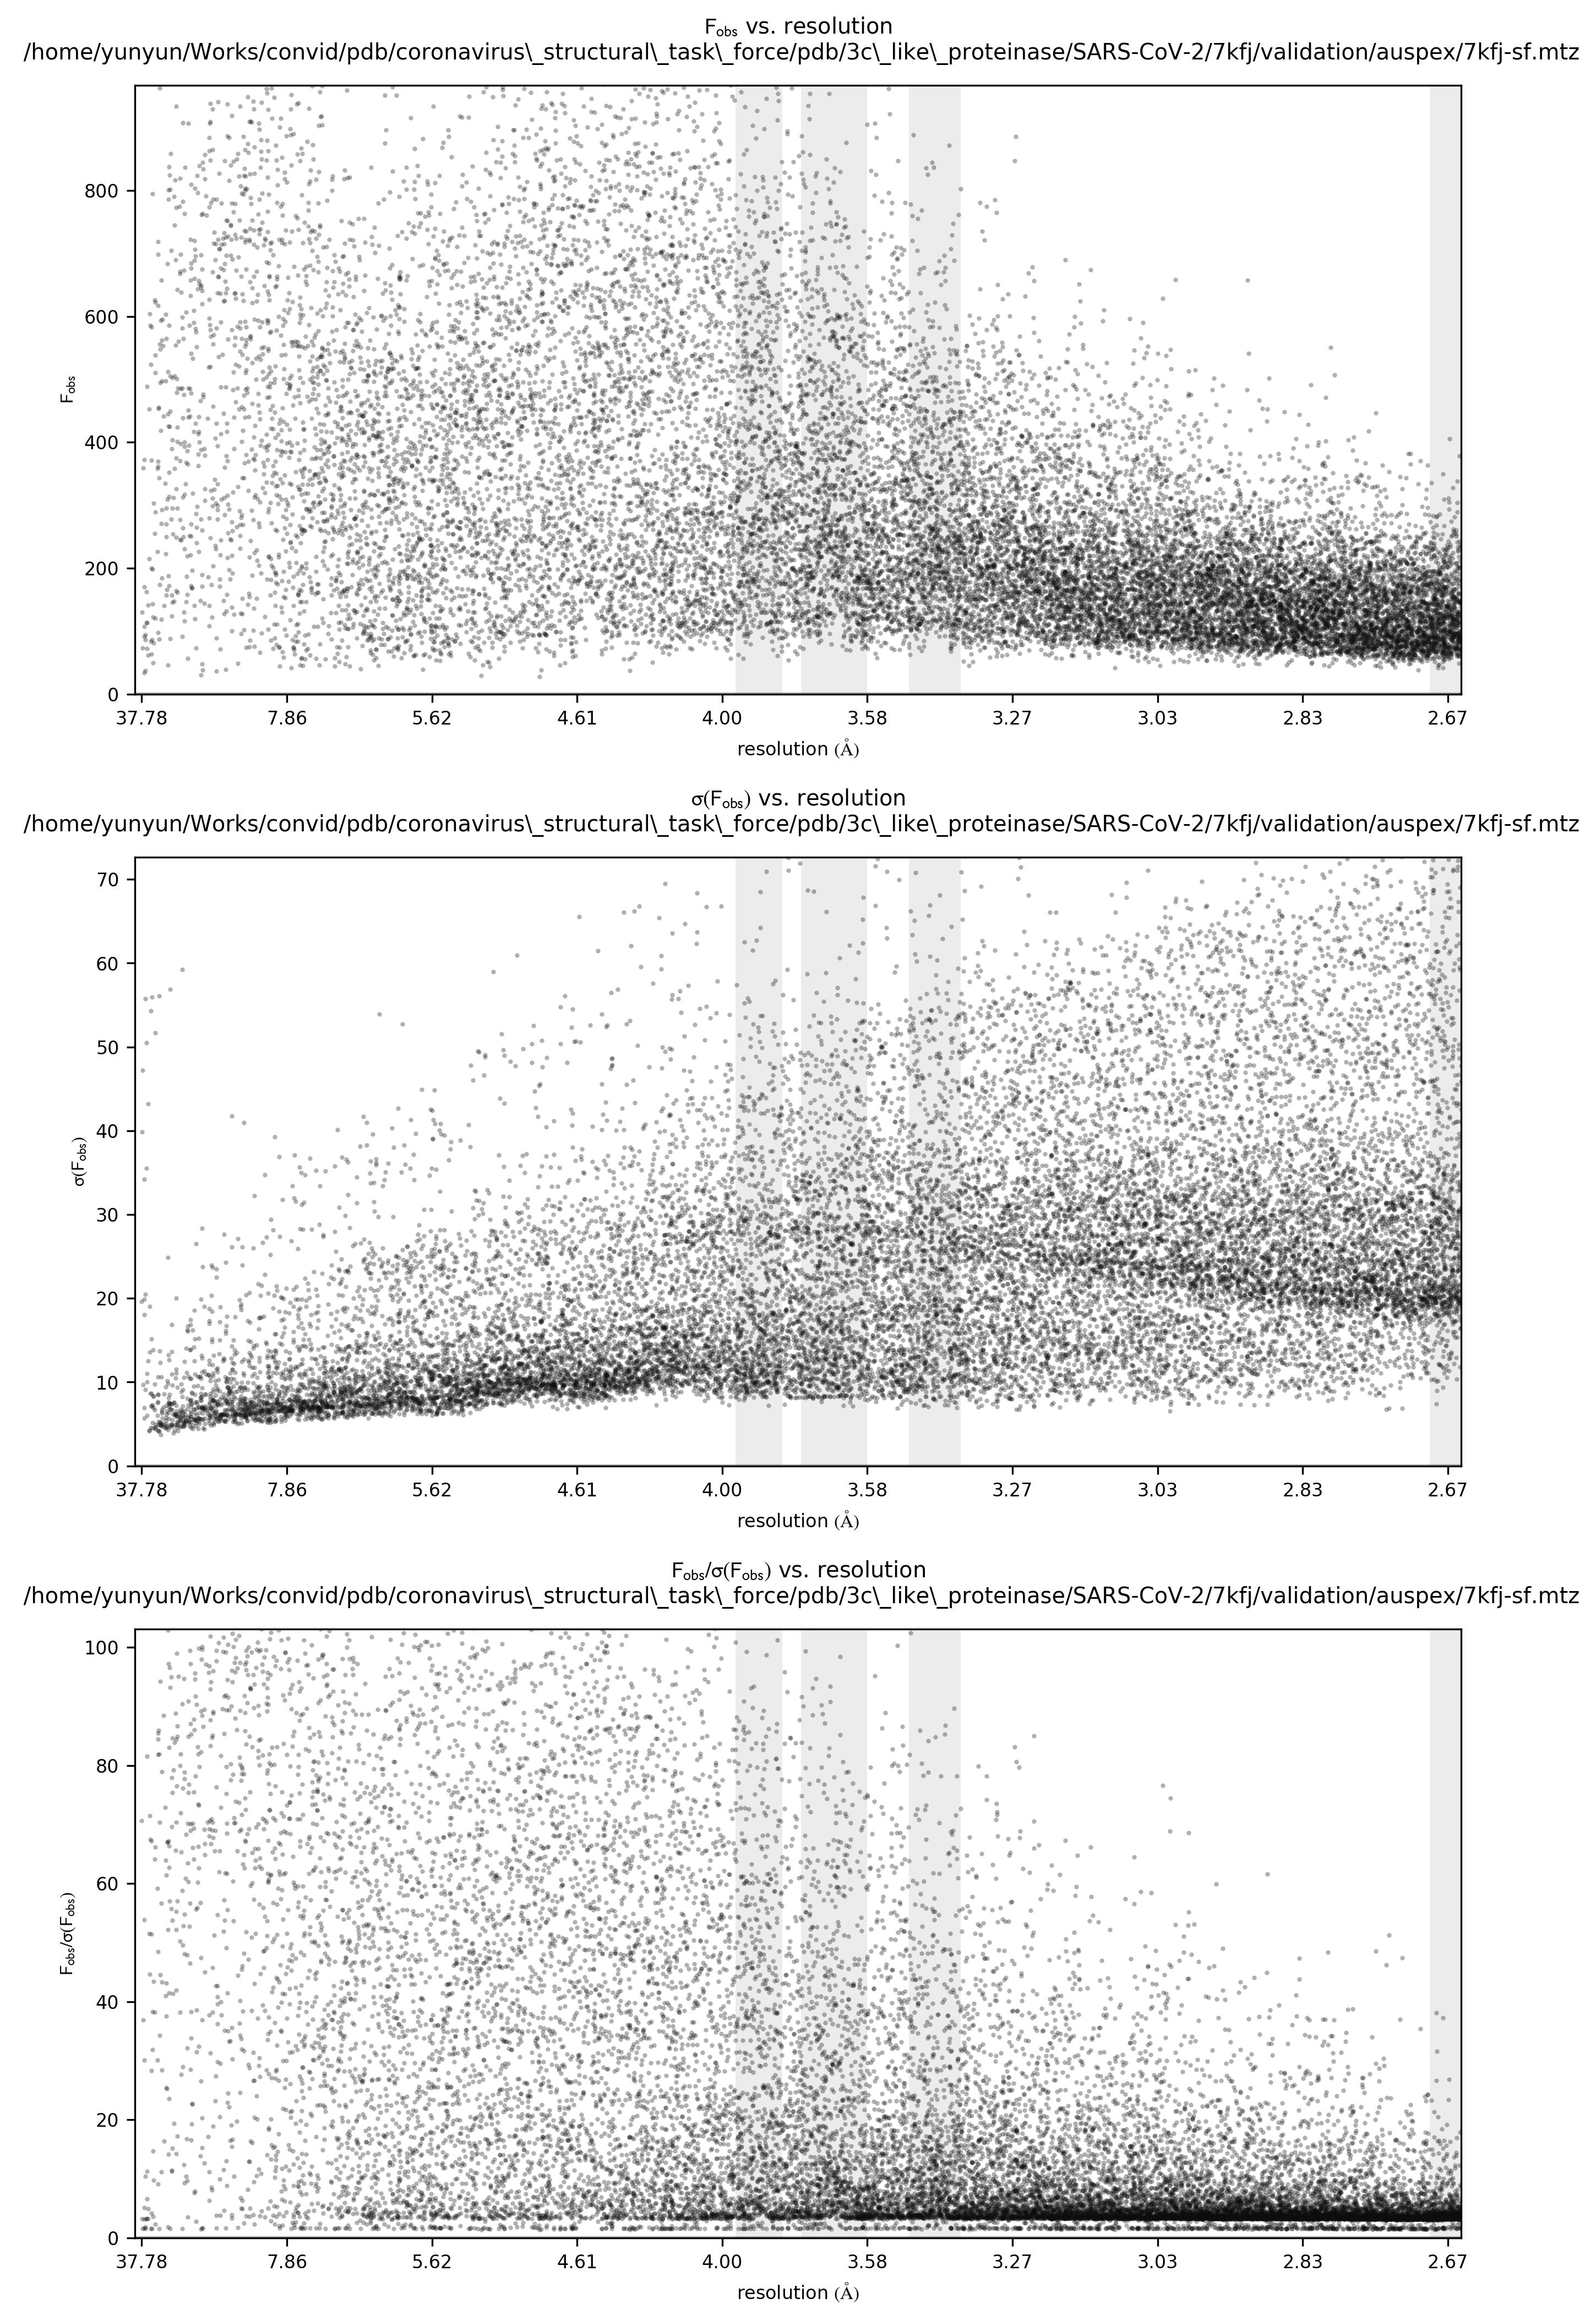 Fobs vs. resolution
/home/yunyun/Works/convid/pdb/coronavirus\_structural\_task\_force/pdb/3c\_like\_proteinase/SARS-CoV-2/7kfj/validation/auspex/7kfj-sf.mtz
800
600
400
200
0
Fobs
37.78 7.86 5.62 4.61 4.00 3.58 3.27 3.03 2.83 2.67
resolution (Å)
σ(Fobs) vs. resolution
/home/yunyun/Works/convid/pdb/coronavirus\_structural\_task\_force/pdb/3c\_like\_proteinase/SARS-CoV-2/7kfj/validation/auspex/7kfj-sf.mtz
70
60
50
40
30
20
10
0
σ(Fobs)
37.78 7.86 5.62 4.61 4.00 3.58 3.27 3.03 2.83 2.67
resolution (Å)
Fobs/σ(Fobs) vs. resolution
/home/yunyun/Works/convid/pdb/coronavirus\_structural\_task\_force/pdb/3c\_like\_proteinase/SARS-CoV-2/7kfj/validation/auspex/7kfj-sf.mtz
100
80
60
40
20
0
Fobs/σ(Fobs)
37.78 7.86 5.62 4.61 4.00 3.58 3.27 3.03 2.83 2.67
resolution (Å)